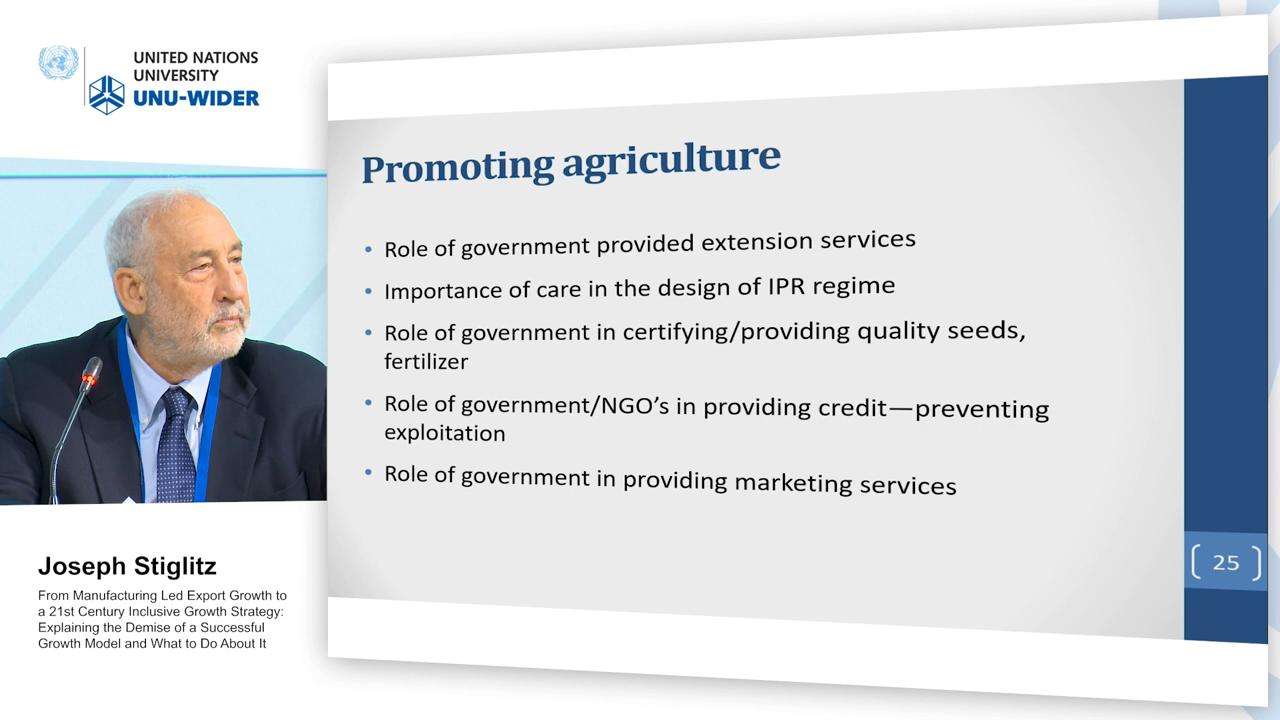 UNITED NATIONS
UNIVERSITY
UNU-WIDER
Promoting agriculture
• Role of government provided extension services
• Importance of care in the design of IPR regime
• Role of government in certifying/providing quality seeds,
fertilizer
• Role of government/NGO’s in providing credit—preventing
exploitation
• Role of government in providing marketing services
25
Joseph Stiglitz
From Manufacturing Led Export Growth to
a 21st Century Inclusive Growth Strategy:
Explaining the Demise of a Successful
Growth Model and What to Do About It